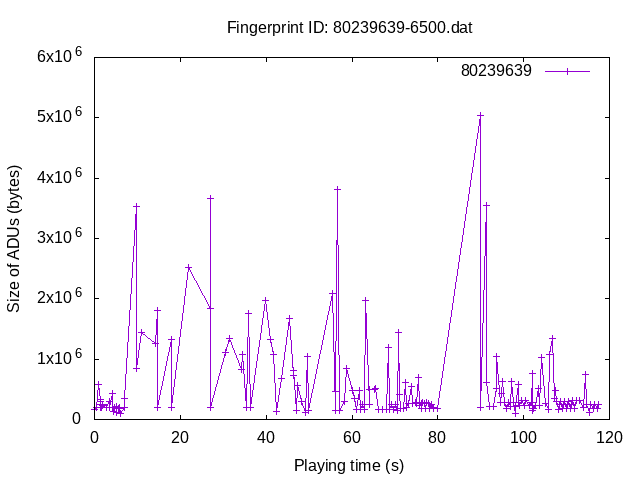 Fingerprint ID: 80239639-6500.dat
80239639
Size of ADUs (bytes)
6x10^6
5x10^6
4x10^6
3x10^6
2x10^6
1x10^6
0
0 20 40 60 80 100 120
Playing time (s)